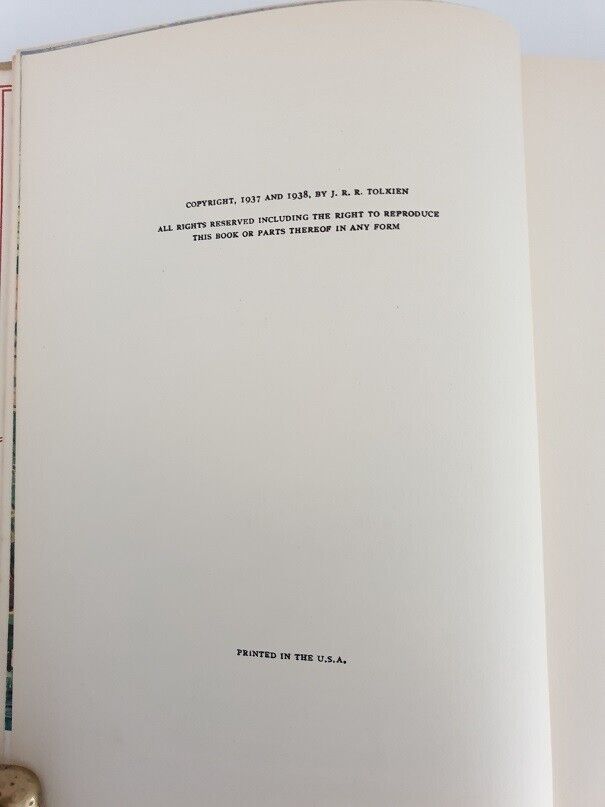 COPYRIGHT, 1937 AND 1938, BY J. R. R. TOLKIEN
ALL RIGHTS RESERVED INCLUDING THE RIGHT TO REPRODUCE
THIS BOOK OR PARTS THEREOF IN ANY FORM
PRINTED IN THE U.S.A.